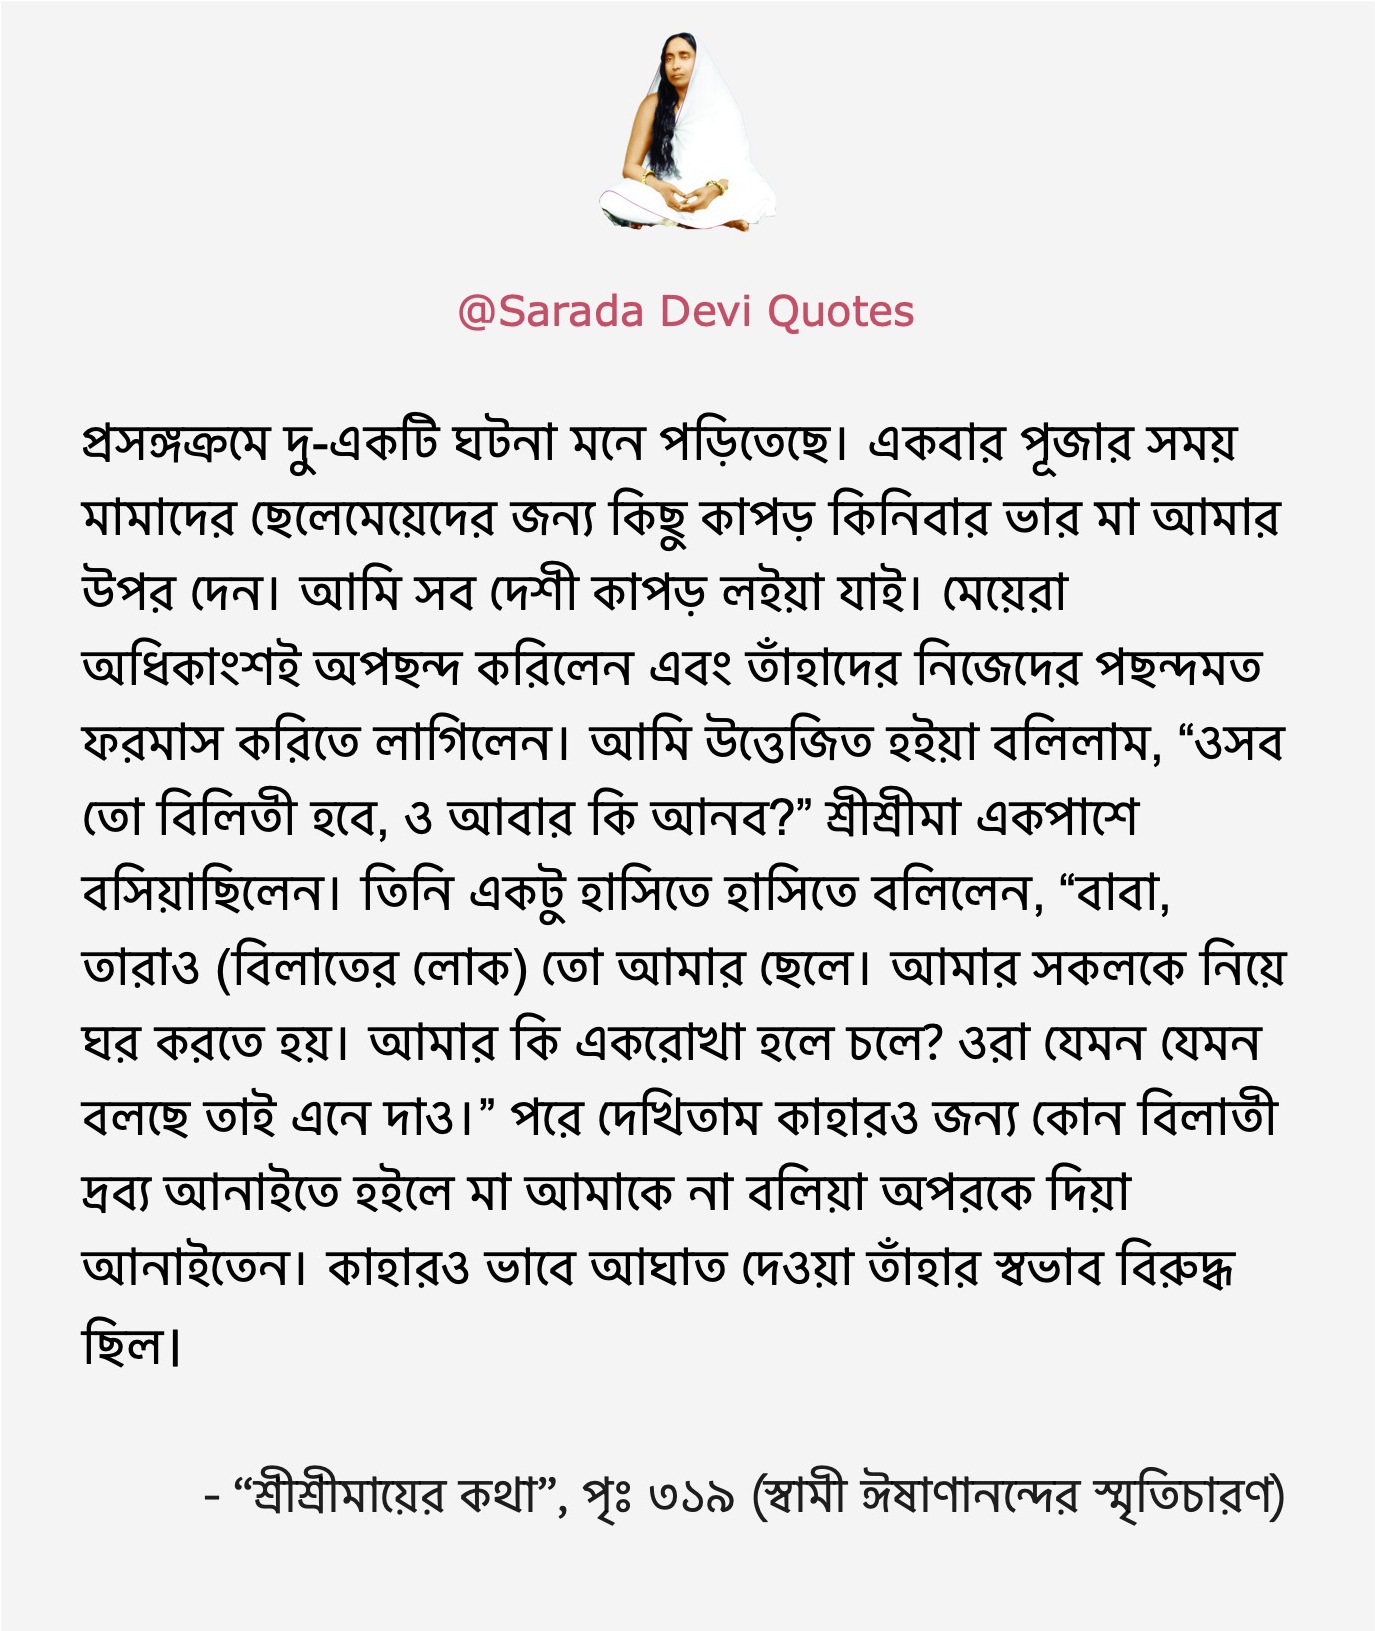 @Sarada Devi Quotes
প্রসঙ্গক্রমে দু-একটি ঘটনা মনে পড়িতেছে। একবার পূজার সময়
মামাদের ছেলেমেয়েদের জন্য কিছু কাপড় কিনিবার ভার মা আমার
উপর দেন। আমি সব দেশী কাপড় লইয়া যাই। মেয়েরা
অধিকাংশই অপছন্দ করিলেন এবং তাঁহাদের নিজেদের পছন্দমত
ফরমাস করিতে লাগিলেন। আমি উত্তেজিত হইয়া বলিলাম, “ওসব
তো বিলিতী হবে, ও আবার কি আনব?” শ্রীশ্রীমা একপাশে
বসিয়াছিলেন। তিনি একটু হাসিতে হাসিতে বলিলেন, “বাবা,
তারাও (বিলাতের লোক) তো আমার ছেলে। আমার সকলকে নিয়ে
ঘর করতে হয়। আমার কি একরোখা হলে চলে? ওরা যেমন যেমন
বলছে তাই এনে দাও।” পরে দেখিতাম কাহারও জন্য কোন বিলাতী
দ্রব্য আনাইতে হইলে মা আমাকে না বলিয়া অপরকে দিয়া
আনাইতেন। কাহারও ভাবে আঘাত দেওয়া তাঁহার স্বভাব বিরুদ্ধ
ছিল।
- “শ্রীশ্রীমায়ের কথা”, পৃঃ ৩১৯ (স্বামী ঈষাণানন্দের স্মৃতিচারণ)